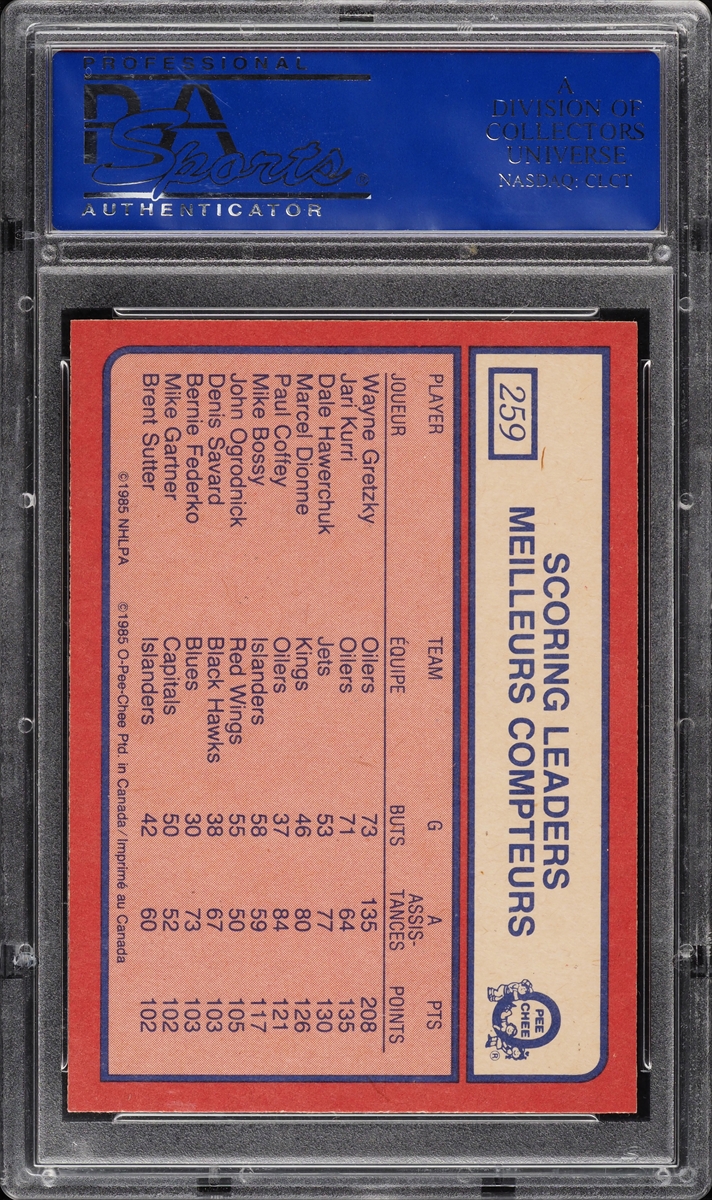 PROFESSIONAL
PSA
Sports®
AUTHENTICATOR
A
DIVISION OF
COLLECTORS
UNIVERSE
NASDAQ: CLCT
259
SCORING LEADERS
MEILLEURS COMPTEURS
O
PEE
CHEE
®
PLAYER TEAM G A PTS
JOUEUR ÉQUIPE BUTS ASSIS-
TANCES POINTS
Wayne Gretzky Oilers 73 135 208
Jari Kurri Oilers 71 64 135
Dale Hawerchuk Jets 53 77 130
Marcel Dionne Kings 46 80 126
Paul Coffey Oilers 37 84 121
Mike Bossy Islanders 58 59 117
John Ogrodnick Red Wings 55 50 105
Denis Savard Black Hawks 38 67 103
Bernie Federko Blues 30 73 103
Mike Gartner Capitals 50 52 102
Brent Sutter Islanders 42 60 102
©1985 NHLPA ©1985 O-Pee-Chee Ptd. in Canada/Imprimé au Canada